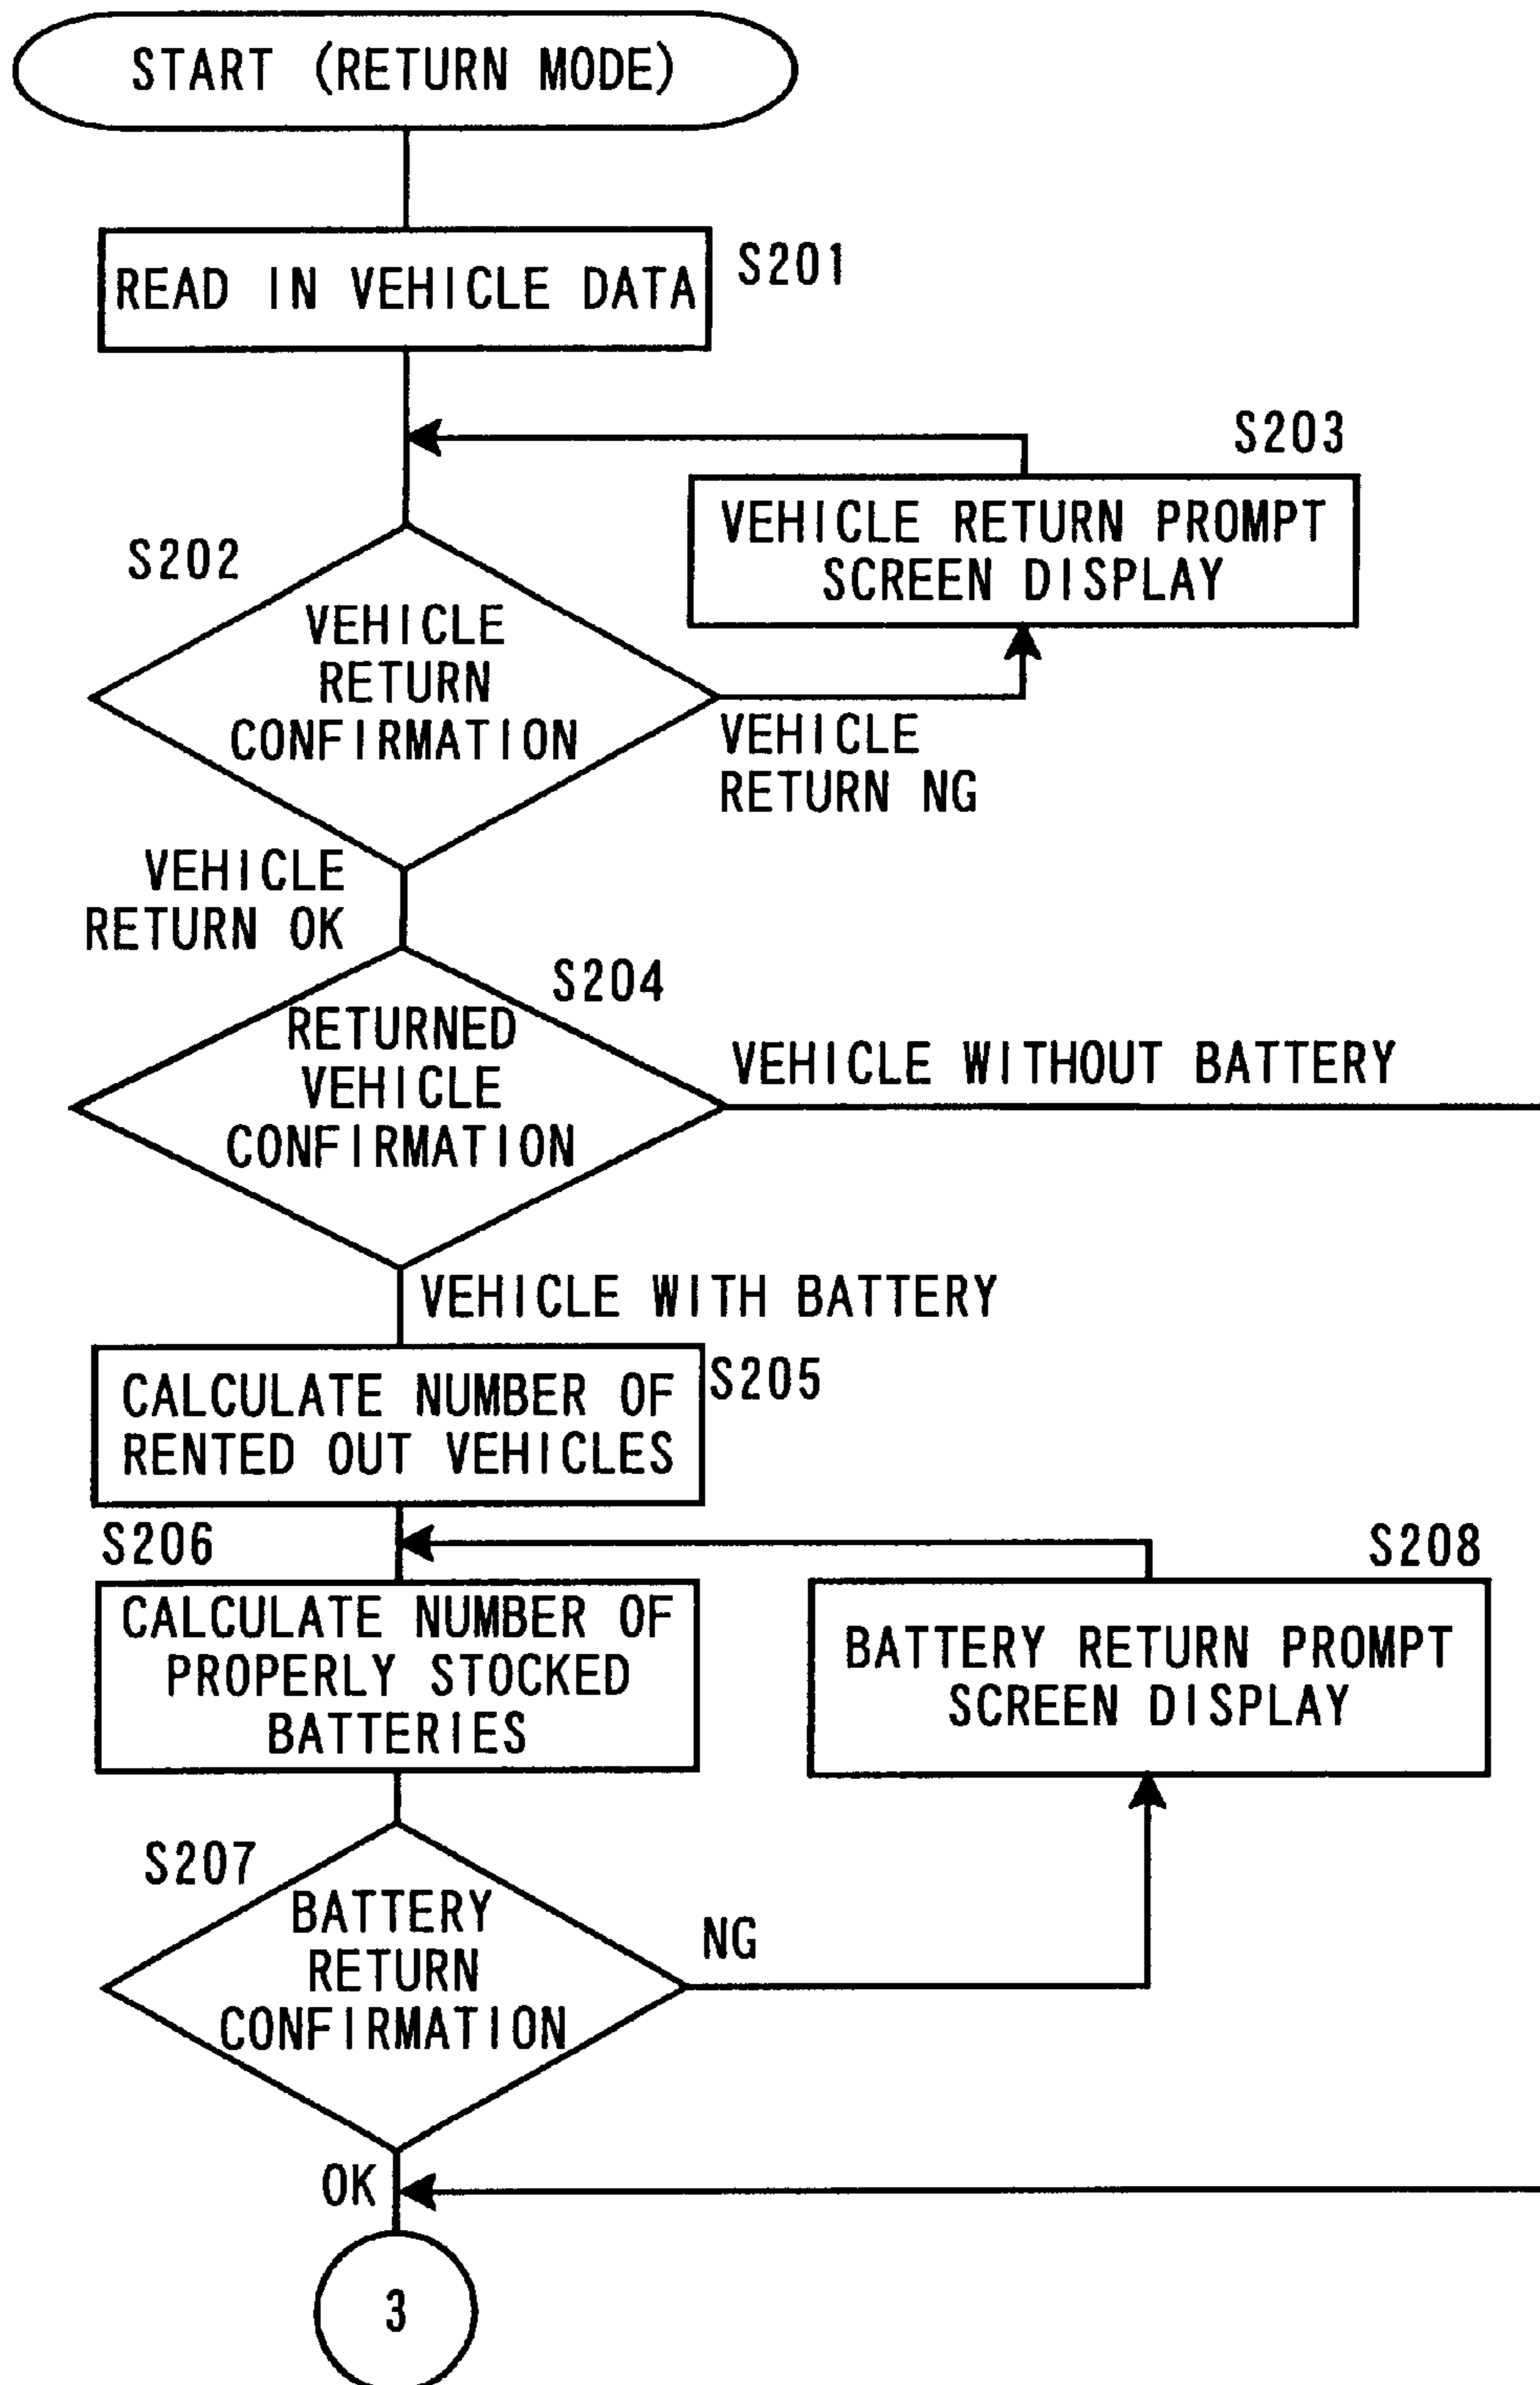 START (RETURN MODE)
READ IN VEHICLE DATA
S201
S203
VEHICLE RETURN PROMPT
SCREEN DISPLAY
S202
VEHICLE
RETURN
CONFIRMATION
VEHICLE
RETURN NG
VEHICLE
RETURN OK
S204
RETURNED
VEHICLE
CONFIRMATION
VEHICLE WITHOUT BATTERY
VEHICLE WITH BATTERY
CALCULATE NUMBER OF
RENTED OUT VEHICLES
S205
S206
CALCULATE NUMBER OF
PROPERLY STOCKED
BATTERIES
S208
BATTERY RETURN PROMPT
SCREEN DISPLAY
S207
BATTERY
RETURN
CONFIRMATION
NG
OK
3